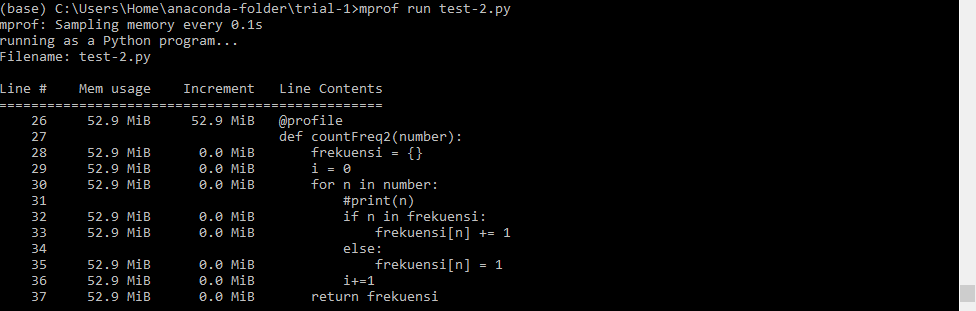 (base) C:\Users\Home\anaconda-folder\trial-1>mprof run test-2.py
mprof: Sampling memory every 0.1s
running as a Python program...
Filename: test-2.py

Line #    Mem usage    Increment   Line Contents
================================================
    26     52.9 MiB     52.9 MiB   @profile
    27                             def countFreq2(number):
    28     52.9 MiB      0.0 MiB       frekuensi = {}
    29     52.9 MiB      0.0 MiB       i = 0
    30     52.9 MiB      0.0 MiB       for n in number:
    31                                     #print(n)
    32     52.9 MiB      0.0 MiB           if n in frekuensi:
    33     52.9 MiB      0.0 MiB               frekuensi[n] += 1
    34                                     else:
    35     52.9 MiB      0.0 MiB               frekuensi[n] = 1
    36     52.9 MiB      0.0 MiB           i+=1
    37     52.9 MiB      0.0 MiB       return frekuensi